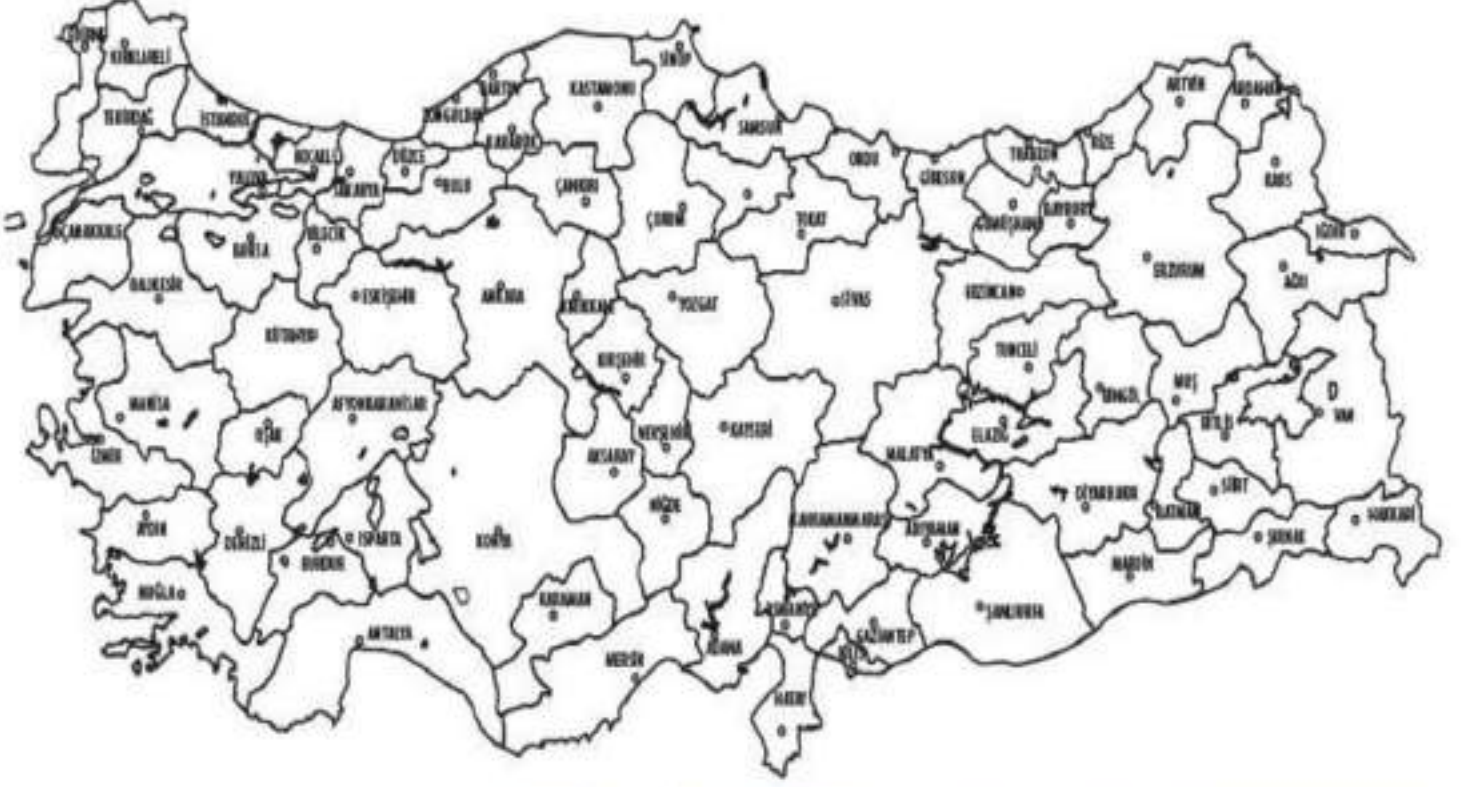 EDİRNE
KIRKLARELİ
TEKİRDAĞ
İSTANBUL
KOCAELİ
YALOVA
SAKARYA
DÜZCE
BOLU
ZONGULDAK
BARTIN
KARABÜK
KASTAMONU
SİNOP
SAMSUN
ÇANKIRI
ÇORUM
TOKAT
ORDU
GİRESUN
TRABZON
RİZE
ARTVİN
ARDAHAN
KARS
IĞDIR
AĞRI
ERZURUM
BAYBURT
GÜMÜŞHANE
ERZİNCAN
SİVAS
YOZGAT
KIRIKKALE
ANKARA
ESKİŞEHİR
BİLECİK
BURSA
ÇANAKKALE
BALIKESİR
KÜTAHYA
MANİSA
İZMİR
UŞAK
AFYONKARAHİSAR
KIRŞEHİR
NEVŞEHİR
KAYSERİ
AKSARAY
NİĞDE
MALATYA
ELAZIĞ
TUNCELİ
BİNGÖL
MUŞ
BİTLİS
D
VAN
SİİRT
BATMAN
DİYARBAKIR
ŞIRNAK
HAKKARİ
MARDİN
ŞANLIURFA
ADIYAMAN
KAHRAMANMARAŞ
GAZİANTEP
KİLİS
OSMANİYE
ADANA
HATAY
MERSİN
KARAMAN
KONYA
ISPARTA
BURDUR
ANTALYA
DENİZLİ
AYDIN
MUĞLA